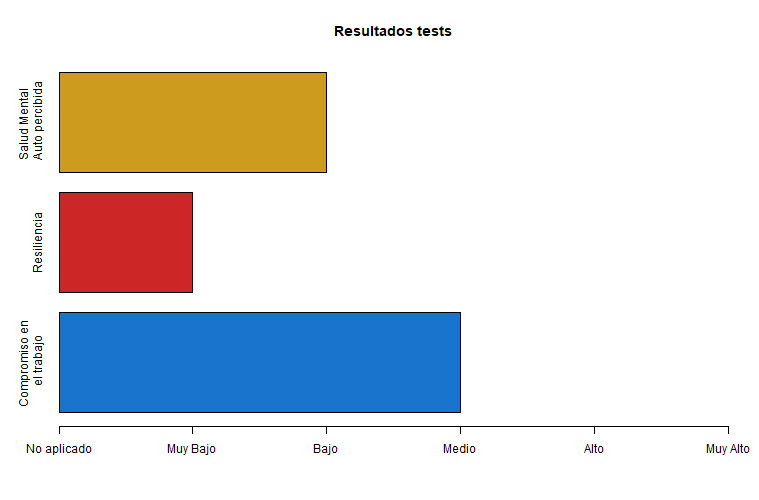 Resultados tests
Salud Mental
Auto percibida
Resiliencia
Compromiso en
el trabajo
No aplicado
Muy Bajo
Bajo
Medio
Alto
Muy Alto